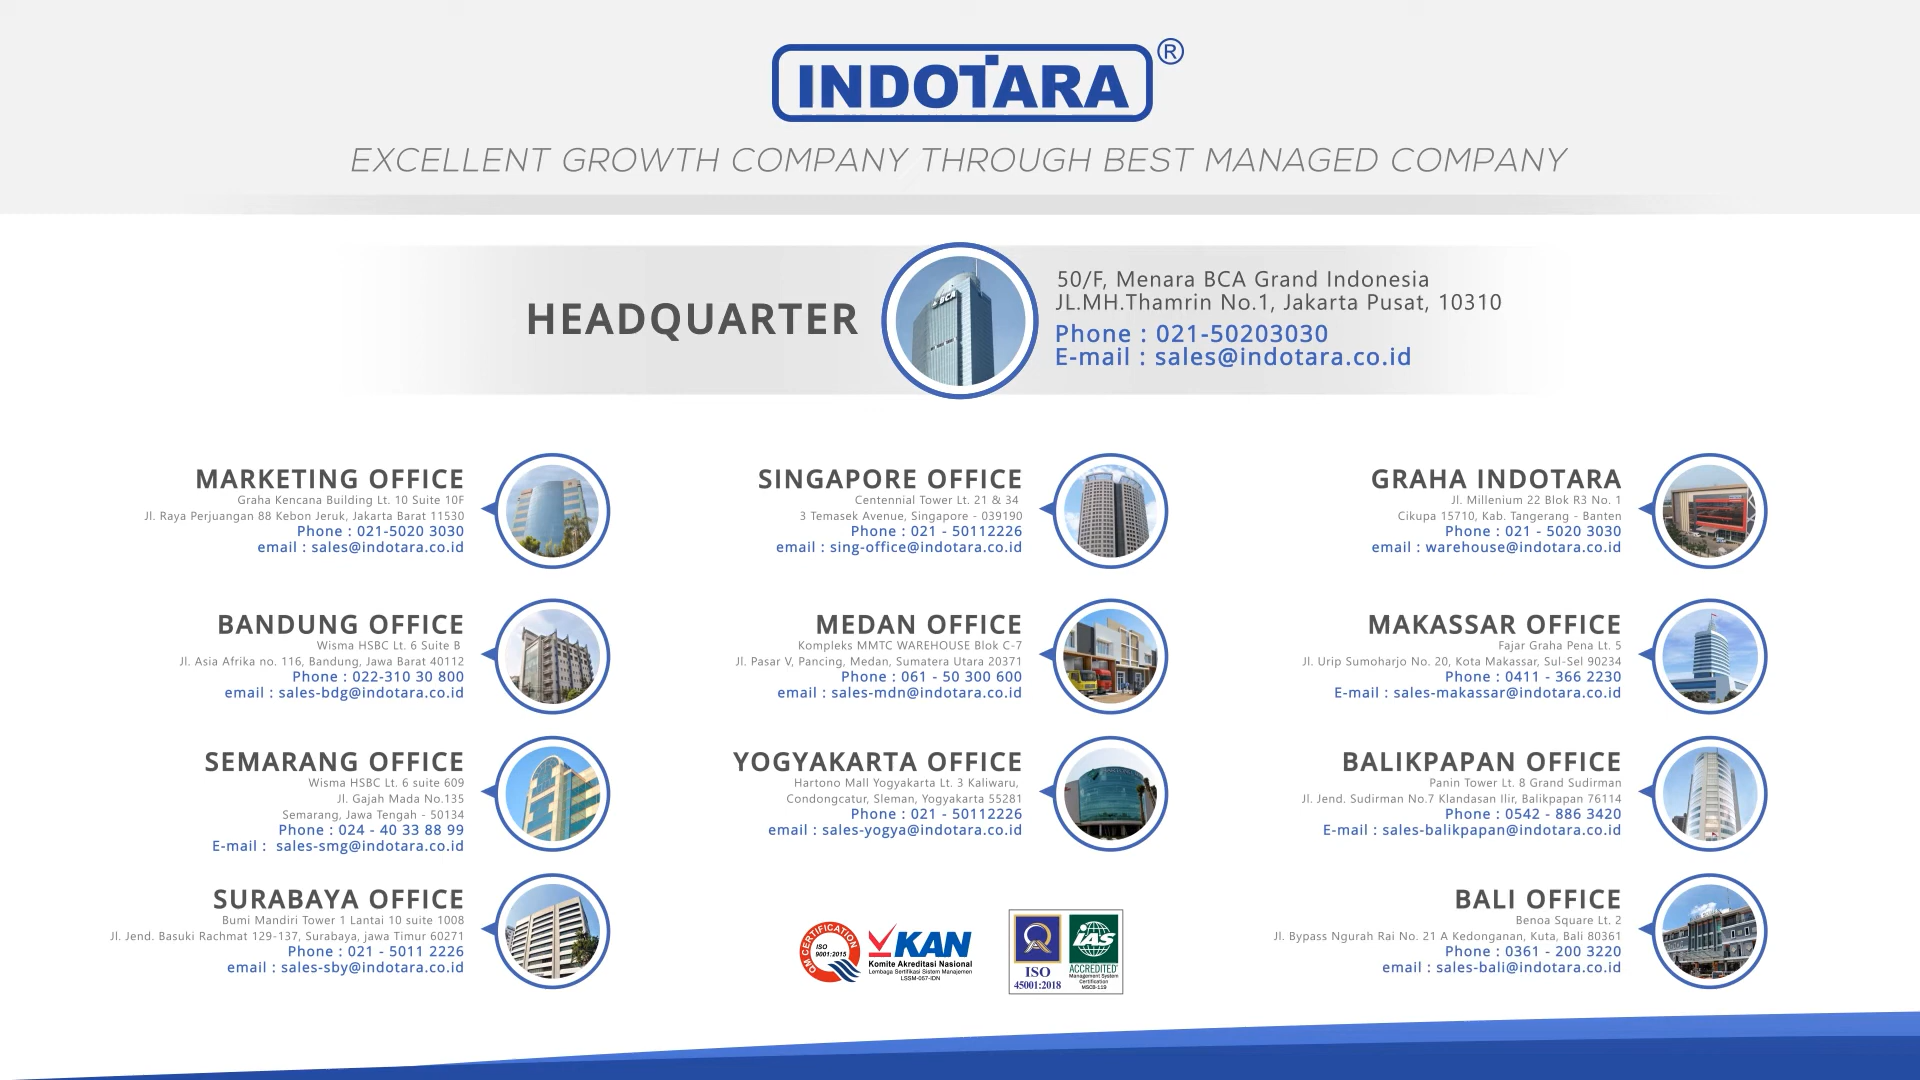 INDOTARA®
EXCELLENT GROWTH COMPANY THROUGH BEST MANAGED COMPANY
HEADQUARTER
BCA
50/F, Menara BCA Grand Indonesia
JL.MH.Thamrin No.1, Jakarta Pusat, 10310
Phone : 021-50203030
E-mail : sales@indotara.co.id
MARKETING OFFICE
Graha Kencana Building Lt. 10 Suite 10F
Jl. Raya Perjuangan 88 Kebon Jeruk, Jakarta Barat 11530
Phone : 021-5020 3030
email : sales@indotara.co.id
SINGAPORE OFFICE
Centennial Tower Lt. 21 & 34
3 Temasek Avenue, Singapore - 039190
Phone : 021 - 50112226
email : sing-office@indotara.co.id
GRAHA INDOTARA
Jl. Millenium 22 Blok R3 No. 1
Cikupa 15710, Kab. Tangerang - Banten
Phone : 021 - 5020 3030
email : warehouse@indotara.co.id
BANDUNG OFFICE
Wisma HSBC Lt. 6 Suite B
Jl. Asia Afrika no. 116, Bandung, Jawa Barat 40112
Phone : 022-310 30 800
email : sales-bdg@indotara.co.id
MEDAN OFFICE
Kompleks MMTC WAREHOUSE Blok C-7
Jl. Pasar V, Pancing, Medan, Sumatera Utara 20371
Phone : 061 - 50 300 600
email : sales-mdn@indotara.co.id
MAKASSAR OFFICE
Fajar Graha Pena Lt. 5
Jl. Urip Sumoharjo No. 20, Kota Makassar, Sul-Sel 90234
Phone : 0411 - 366 2230
E-mail : sales-makassar@indotara.co.id
SEMARANG OFFICE
Wisma HSBC Lt. 6 suite 609
Jl. Gajah Mada No.135
Semarang, Jawa Tengah - 50134
Phone : 024 - 40 33 88 99
E-mail : sales-smg@indotara.co.id
YOGYAKARTA OFFICE
Hartono Mall Yogyakarta Lt. 3 Kaliwaru,
Condongcatur, Sleman, Yogyakarta 55281
Phone : 021 - 50112226
email : sales-yogya@indotara.co.id
BALIKPAPAN OFFICE
Panin Tower Lt. 8 Grand Sudirman
Jl. Jend. Sudirman No.7 Klandasan Ilir, Balikpapan 76114
Phone : 0542 - 886 3420
E-mail : sales-balikpapan@indotara.co.id
SURABAYA OFFICE
Bumi Mandiri Tower 1 Lantai 10 suite 1008
Jl. Jend. Basuki Rachmat 129-137, Surabaya, jawa Timur 60271
Phone : 021 - 5011 2226
email : sales-sby@indotara.co.id
QM CERTIFICATION
ISO
9001:2015
KAN
Komite Akreditasi Nasional
Lembaga Sertifikasi Sistem Manajemen
LSSM-057-IDN
ISO
45001:2018
IAS
ACCREDITED
Management System
Certification
MSCB-119
BALI OFFICE
Benoa Square Lt. 2
Jl. Bypass Ngurah Rai No. 21 A Kedonganan, Kuta, Bali 80361
Phone : 0361 - 200 3220
email : sales-bali@indotara.co.id